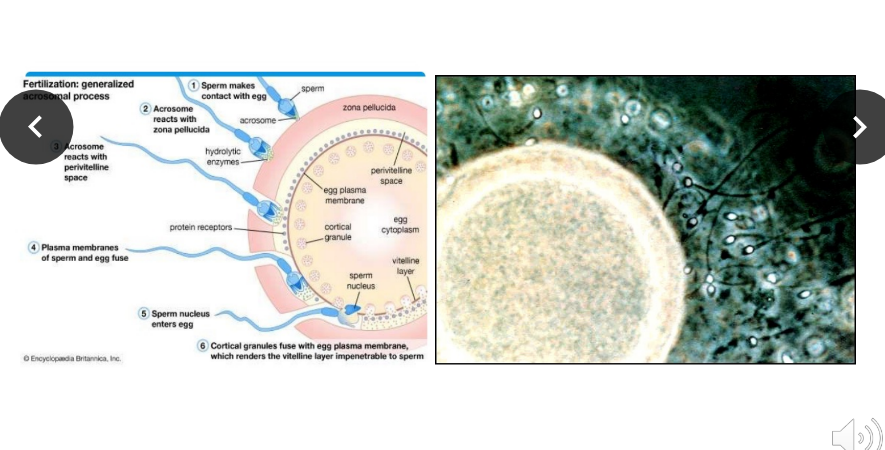 Fertilization: generalized
acrosomal process
1 Sperm makes
contact with egg
sperm
2 Acrosome
reacts with
zona pellucida
acrosome
zona pellucida
3 Acrosome
reacts with
perivitelline
space
hydrolytic
enzymes
perivitelline
space
egg plasma
membrane
protein receptors
cortical
granule
egg
cytoplasm
4 Plasma membranes
of sperm and egg fuse
vitelline
layer
sperm
nucleus
5 Sperm nucleus
enters egg
6 Cortical granules fuse with egg plasma membrane,
which renders the vitelline layer impenetrable to sperm
© Encyclopædia Britannica, Inc.